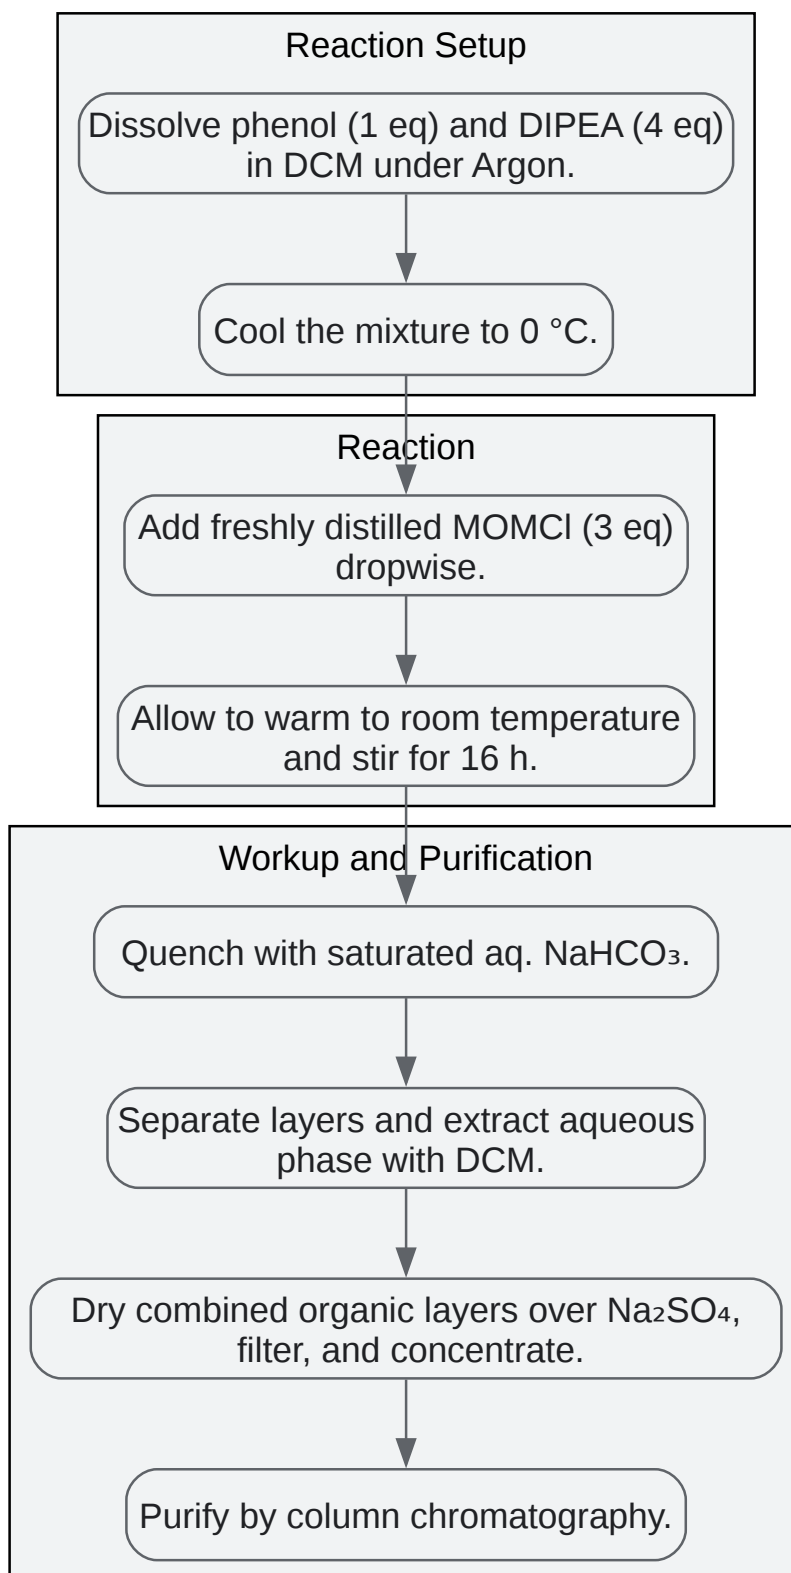 Reaction Setup
Dissolve phenol (1 eq) and DIPEA (4 eq)
in DCM under Argon.
Cool the mixture to 0 °C.
Reaction
Add freshly distilled MOMCl (3 eq)
dropwise.
Allow to warm to room temperature
and stir for 16 h.
Workup and Purification
Quench with saturated aq. NaHCO₃.
Separate layers and extract aqueous
phase with DCM.
Dry combined organic layers over Na₂SO₄,
filter, and concentrate.
Purify by column chromatography.